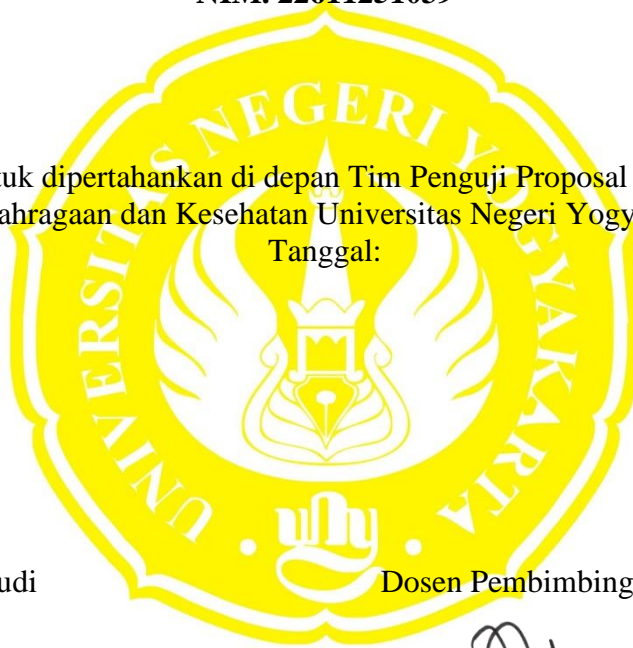 tuk dipertahankan di depan Tim Penguji Proposal
ahragaan dan Kesehatan Universitas Negeri Yogy
Tanggal:
UNIVERSITAS NEGERI YOGYAKARTA
uny
udi Dosen Pembimbing